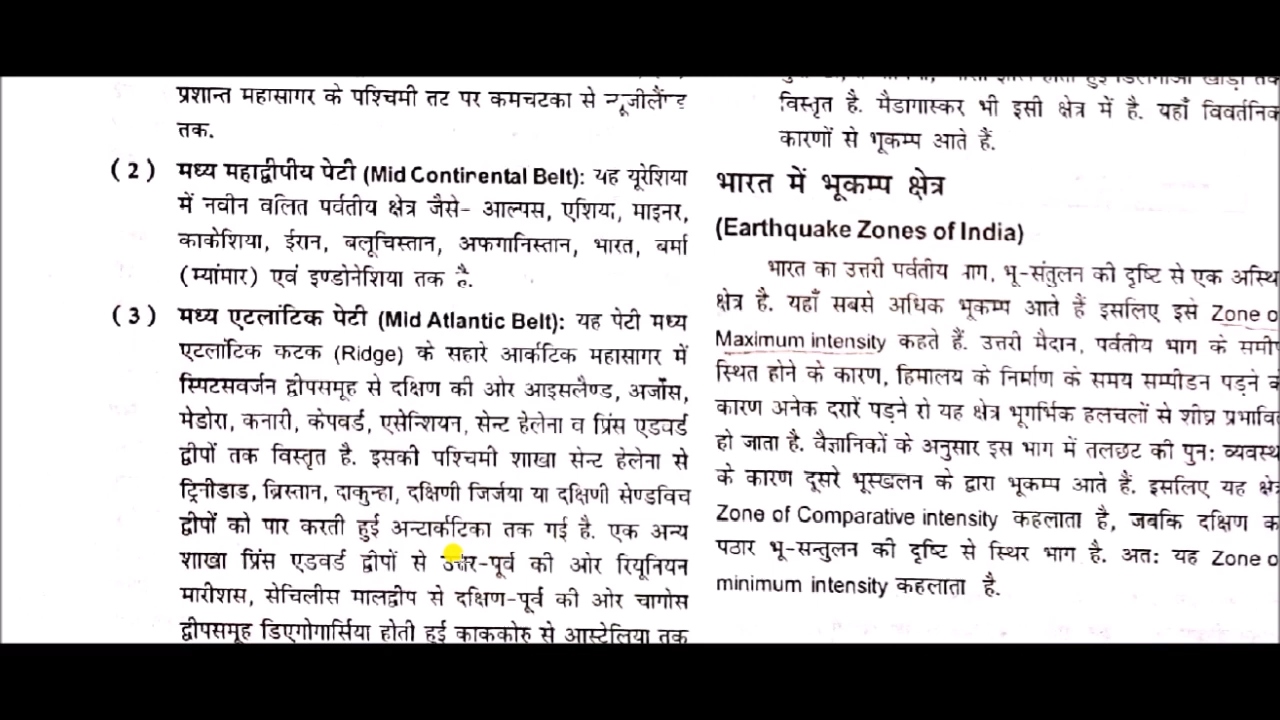 प्रशान्त महासागर के पश्चिमी तट पर कमचटका से न्यूजीलैण्ड
तक.
(2) मध्य महाद्वीपीय पेटी (Mid Continental Belt): यह यूरेशिया
में नवीन वलित पर्वतीय क्षेत्र जैसे- आल्पस, एशिया, माइनर,
काकेशिया, ईरान, बलूचिस्तान, अफगानिस्तान, भारत, बर्मा
(म्यांमार) एवं इण्डोनेशिया तक है.
(3) मध्य एटलांटिक पेटी (Mid Atlantic Belt): यह पेटी मध्य
एटलांटिक कटक (Ridge) के सहारे आर्कटिक महासागर में
स्पिटसवर्जन द्वीपसमूह से दक्षिण की ओर आइसलैण्ड, अर्जोस,
मेडोरा, कनारी, केपवर्ड, एसेन्शियन, सेन्ट हेलेना व प्रिंस एडवर्ड
द्वीपों तक विस्तृत है. इसकी पश्चिमी शाखा सेन्ट हेलेना से
ट्रिनीडाड, ब्रिस्तान, दाकुन्हा, दक्षिणी जिर्जया या दक्षिणी सेण्डविच
द्वीपों को पार करती हुई अन्टार्कटिका तक गई है. एक अन्य
शाखा प्रिंस एडवर्ड द्वीपों से उत्तर-पूर्व की ओर रियूनियन
मारीशस, सेचिलीस मालद्वीप से दक्षिण-पूर्व की ओर चागोस
द्वीपसमूह डिएगोगार्सिया होती हुई काककोरु से आस्टेलिया तक
विस्तृत है. मैडागास्कर भी इसी क्षेत्र में है. यहाँ विवर्तनिक
कारणों से भूकम्प आते हैं.
भारत में भूकम्प क्षेत्र
(Earthquake Zones of India)
भारत का उत्तरी पर्वतीय भाग, भू-संतुलन की दृष्टि से एक
क्षेत्र है. यहाँ सबसे अधिक भूकम्प आते हैं इसलिए इसे Zone o
Maximum intensity कहते हैं. उत्तरी मैदान, पर्वतीय भाग के समीप
स्थित होने के कारण, हिमालय के निर्माण के समय सम्पीडन पड़ने
कारण अनेक दरारें पड़ने रो यह क्षेत्र भूगर्भिक हलचलों से शीघ्र
हो जाता है. वैज्ञानिकों के अनुसार इस भाग में तलछट की पुनः
के कारण दूसरे भूस्खलन के द्वारा भूकम्प आते हैं. इसलिए यह
Zone of Comparative intensity कहलाता है, जबकि दक्षिण
पठार भू-सन्तुलन की दृष्टि से स्थिर भाग है. अतः यह Zone o
minimum intensity कहलाता है.